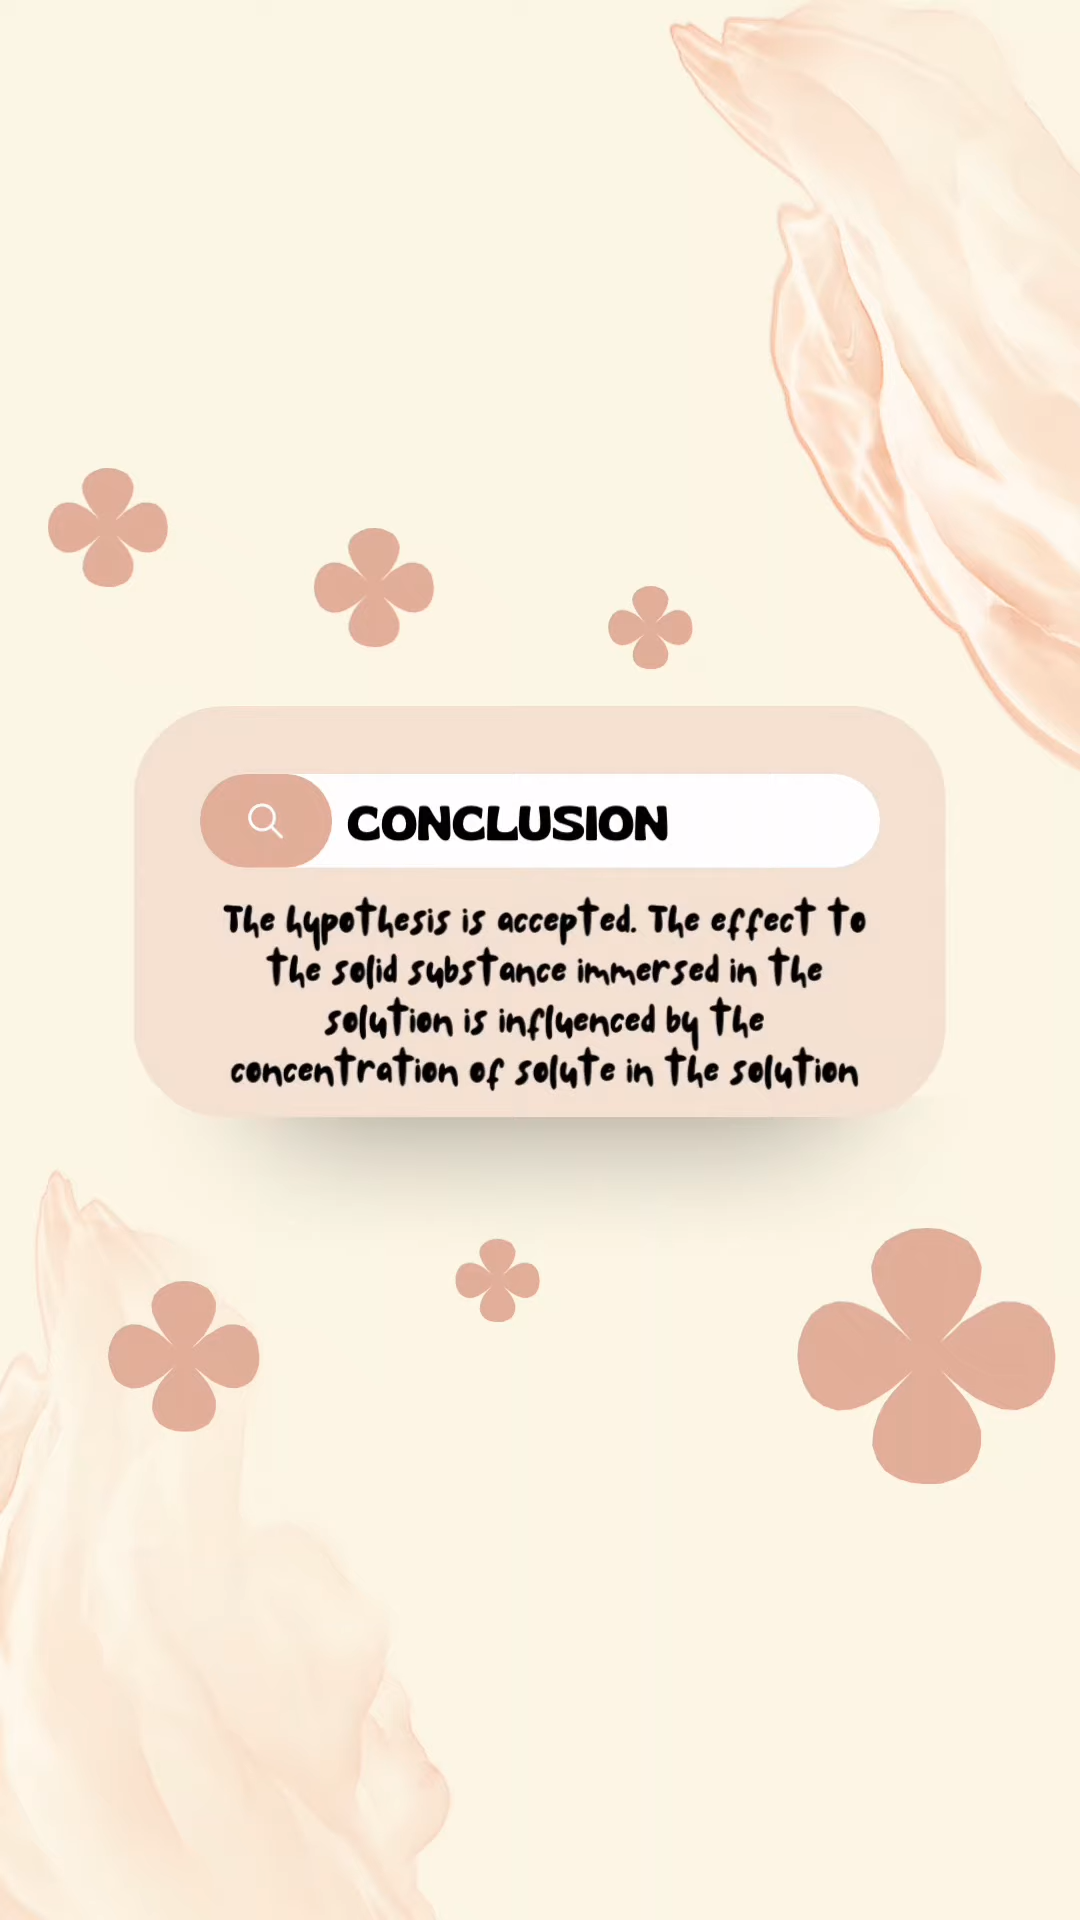 CONCLUSION
The hypothesis is accepted. The effect to
the solid substance immersed in the
solution is influenced by the
concentration of solute in the solution